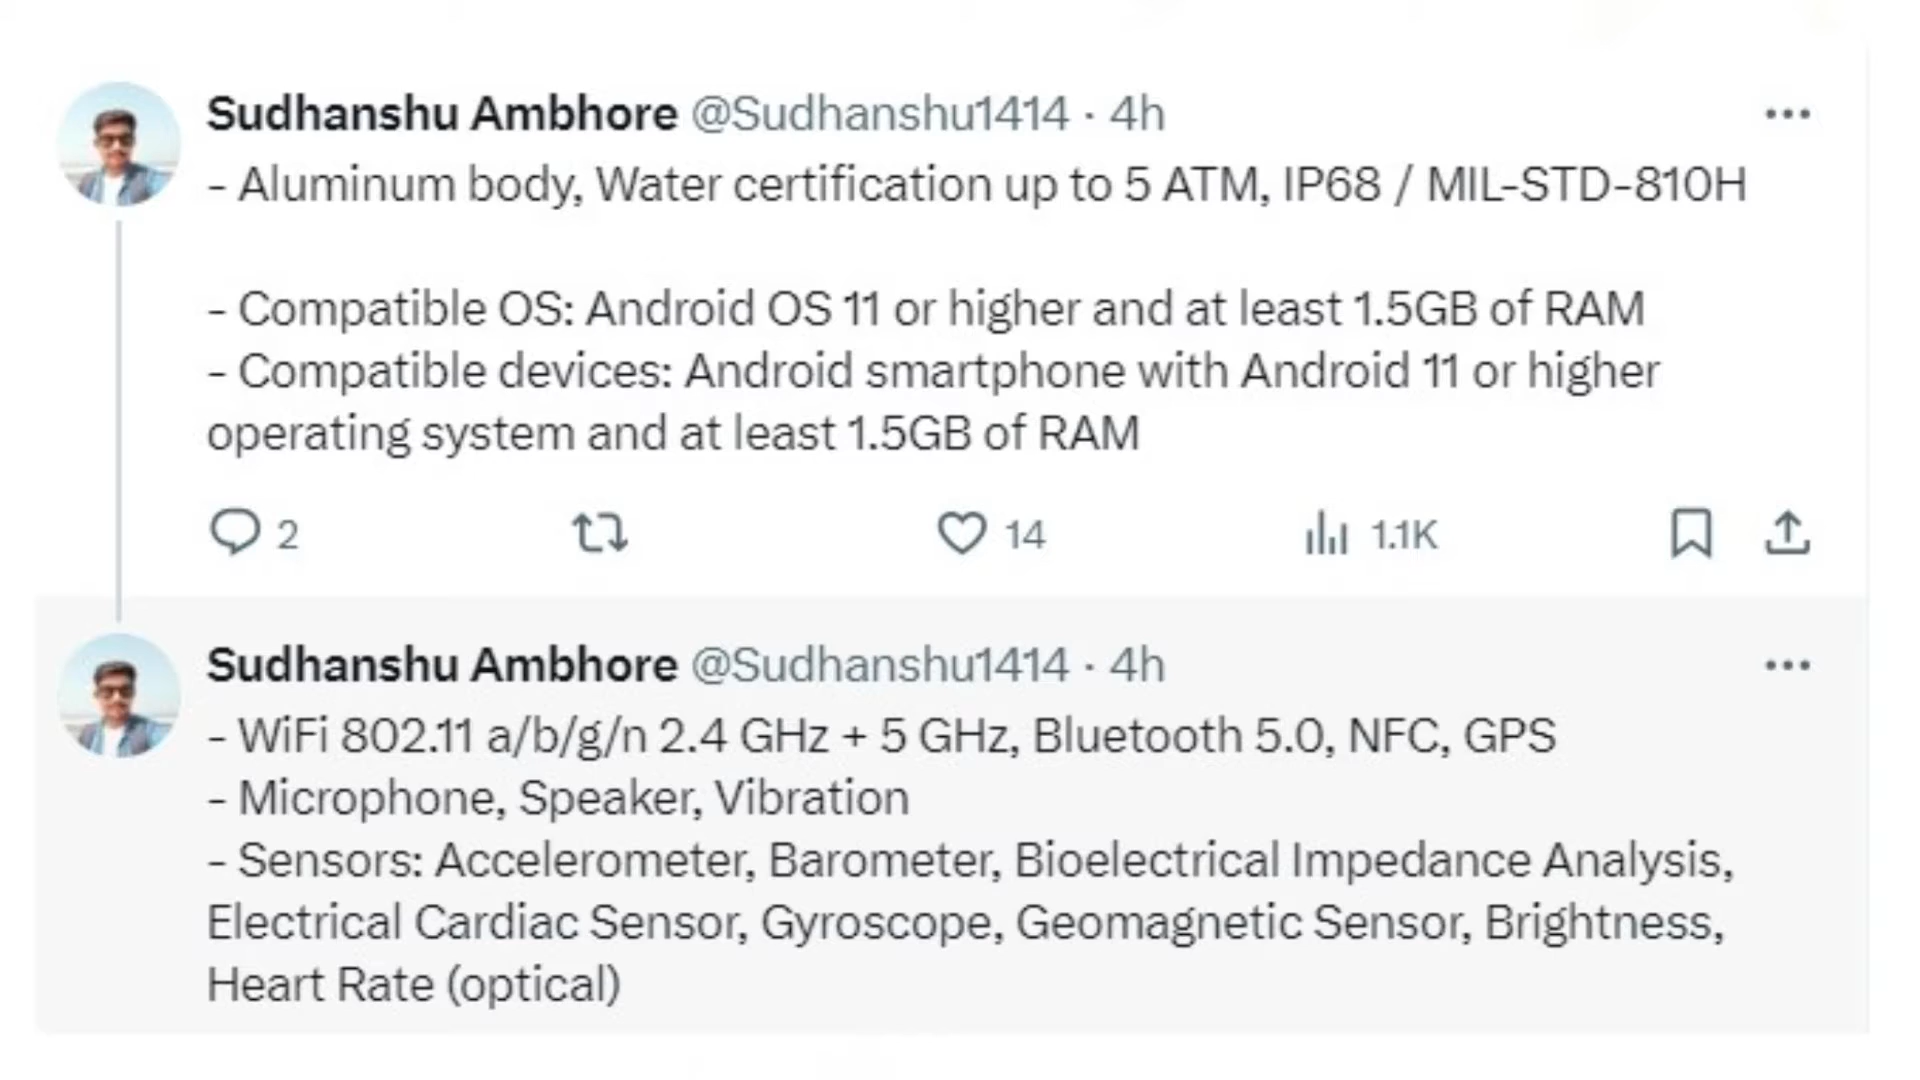 Sudhanshu Ambhore @Sudhanshu1414 · 4h
- Aluminum body, Water certification up to 5 ATM, IP68 / MIL-STD-810H
- Compatible OS: Android OS 11 or higher and at least 1.5GB of RAM
- Compatible devices: Android smartphone with Android 11 or higher
operating system and at least 1.5GB of RAM
2 14 1.1K
Sudhanshu Ambhore @Sudhanshu1414 · 4h
- WiFi 802.11 a/b/g/n 2.4 GHz + 5 GHz, Bluetooth 5.0, NFC, GPS
- Microphone, Speaker, Vibration
- Sensors: Accelerometer, Barometer, Bioelectrical Impedance Analysis,
Electrical Cardiac Sensor, Gyroscope, Geomagnetic Sensor, Brightness,
Heart Rate (optical)